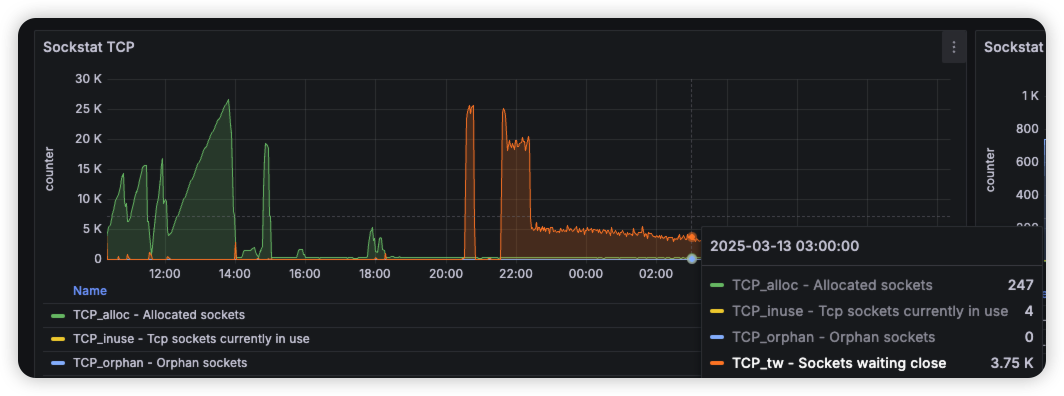 Sockstat TCP
Sockstat
30 K
25 K
20 K
15 K
10 K
5 K
0
counter
12:00 14:00 16:00 18:00 20:00 22:00 00:00 02:00
1 K
800
600
400
counter
Name
TCP_alloc - Allocated sockets
TCP_inuse - Tcp sockets currently in use
TCP_orphan - Orphan sockets
2025-03-13 03:00:00
TCP_alloc - Allocated sockets 247
TCP_inuse - Tcp sockets currently in use 4
TCP_orphan - Orphan sockets 0
TCP_tw - Sockets waiting close 3.75 K